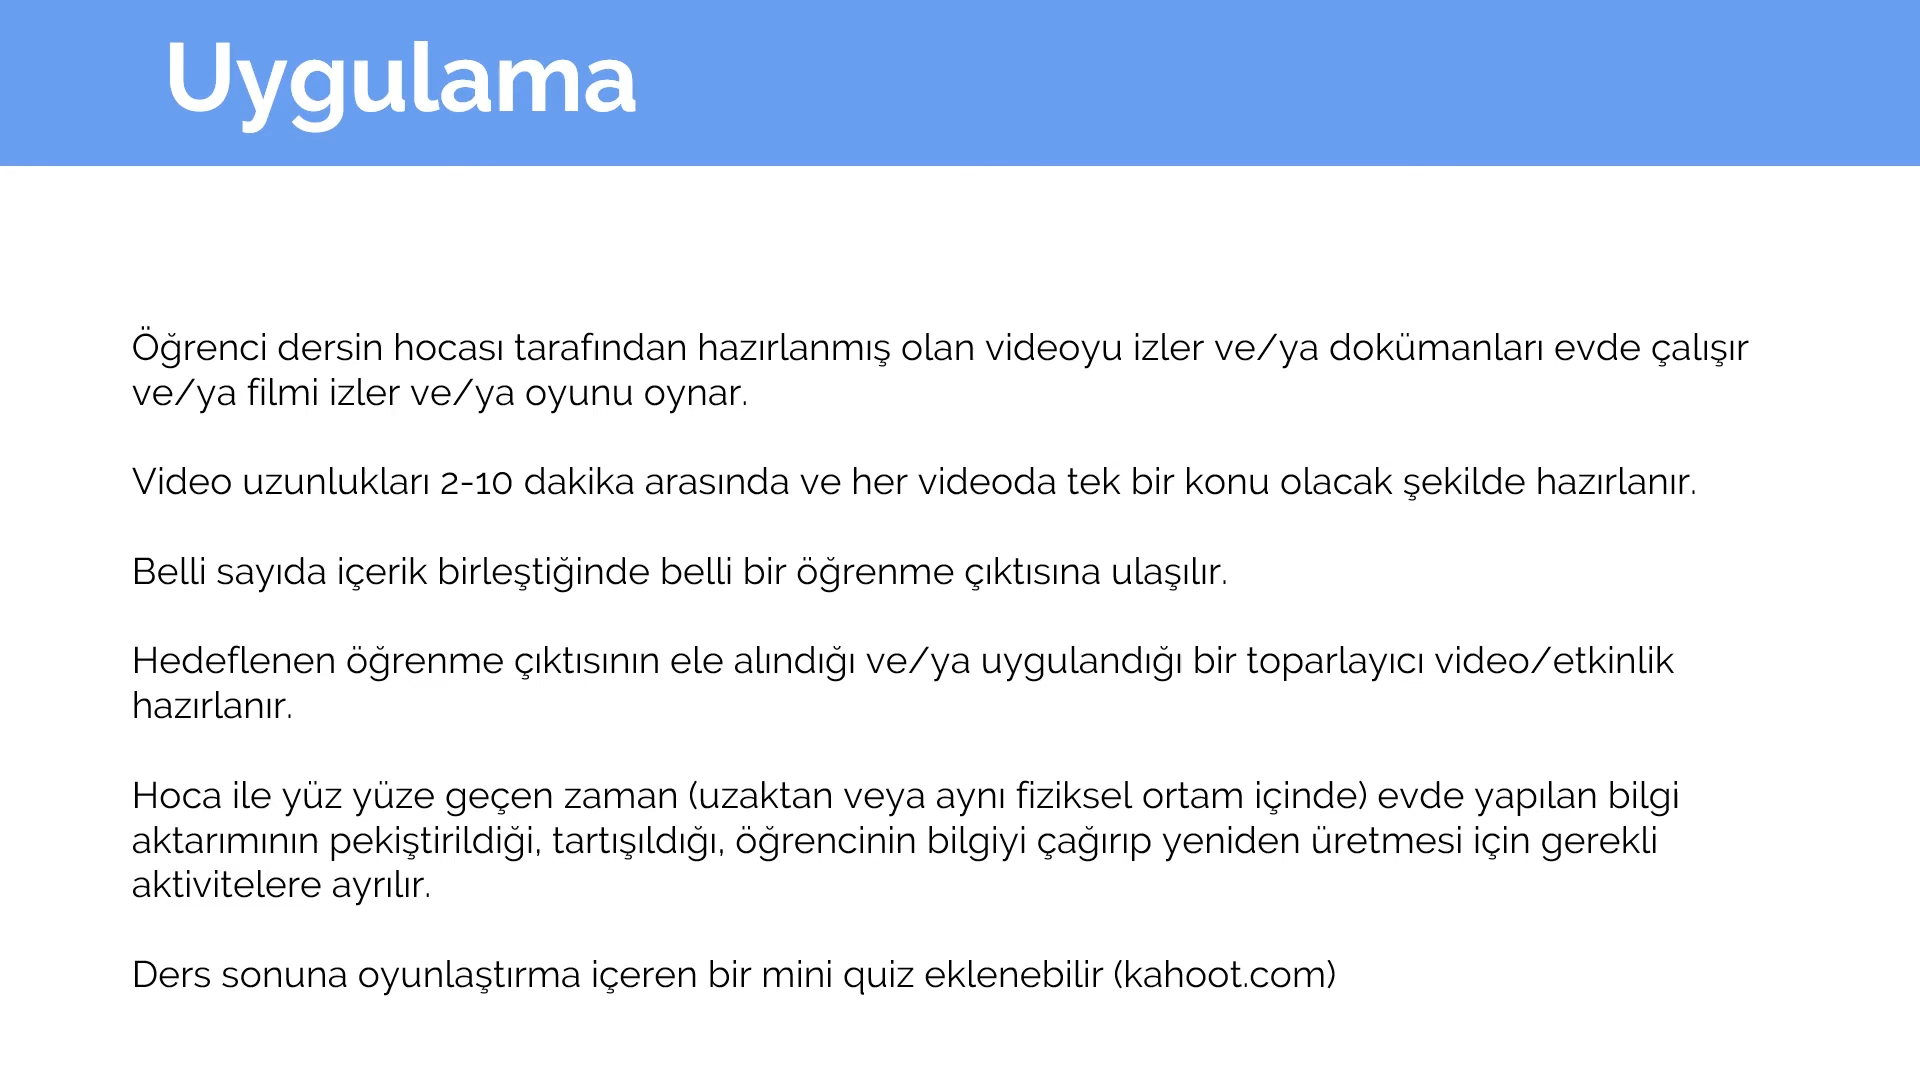 Uygulama
Öğrenci dersin hocası tarafından hazırlanmış olan videoyu izler ve/ya dokümanları evde çalışır
ve/ya filmi izler ve/ya oyunu oynar.
Video uzunlukları 2-10 dakika arasında ve her videoda tek bir konu olacak şekilde hazırlanır.
Belli sayıda içerik birleştiğinde belli bir öğrenme çıktısına ulaşılır.
Hedeflenen öğrenme çıktısının ele alındığı ve/ya uygulandığı bir toparlayıcı video/etkinlik
hazırlanır.
Hoca ile yüz yüze geçen zaman (uzaktan veya aynı fiziksel ortam içinde) evde yapılan bilgi
aktarımının pekiştirildiği, tartışıldığı, öğrencinin bilgiyi çağırıp yeniden üretmesi için gerekli
aktivitelere ayrılır.
Ders sonuna oyunlaştırma içeren bir mini quiz eklenebilir (kahoot.com)